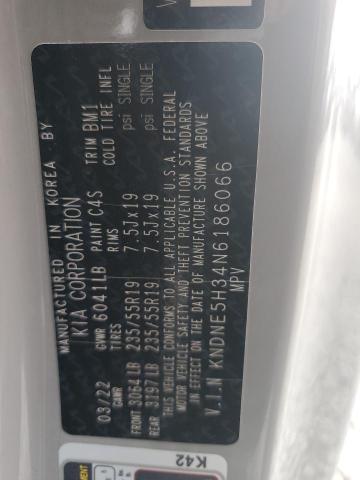 MANUFACTURED IN KOREA BY
KIA CORPORATION
03/22 GVWR 6041LB PAINT C4S TRIM BM1
GAWR TIRES RIMS COLD TIRE INFL
FRONT 3064LB 235/55R19 7.5Jx19 psi SINGLE
REAR 3197LB 235/55R19 7.5Jx19 psi SINGLE
THIS VEHICLE CONFORMS TO ALL APPLICABLE U.S.A. FEDERAL
MOTOR VEHICLE SAFETY AND THEFT PREVENTION STANDARDS
IN EFFECT ON THE DATE OF MANUFACTURE SHOWN ABOVE
V.I.N KNDNE5H34N6186066
MPV
K42